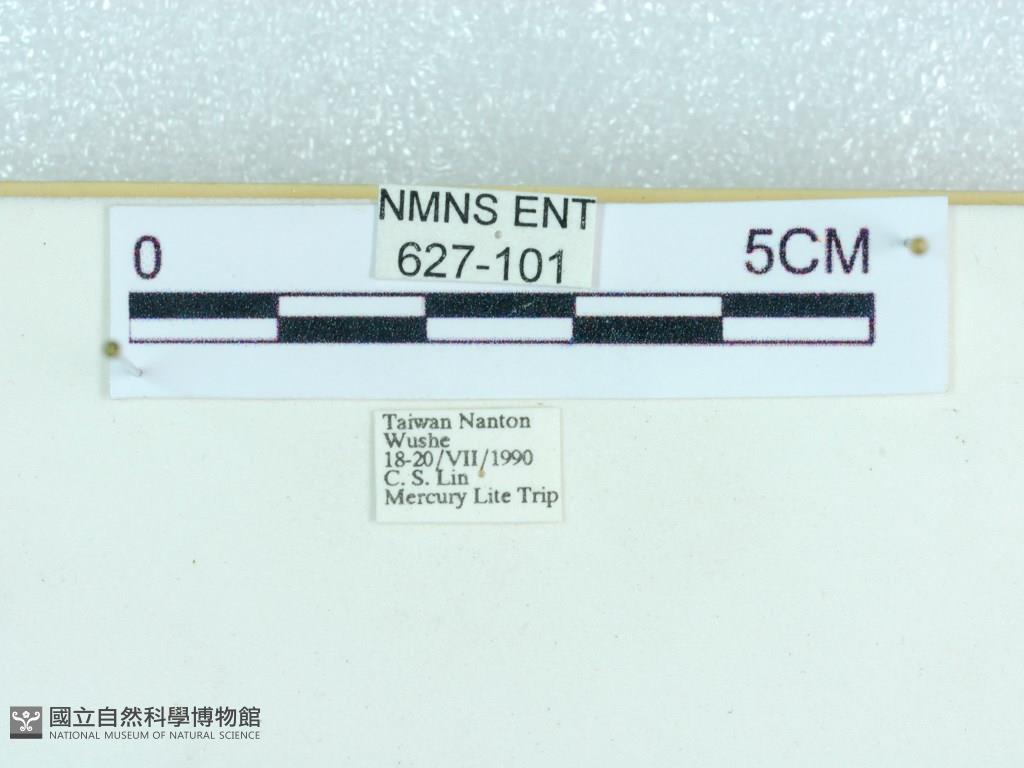 NMNS ENT
627-101
0
5CM
Taiwan Nanton
Wushe
18-20/VII/1990
C. S. Lin
Mercury Lite Trip
國立自然科學博物館
NATIONAL MUSEUM OF NATURAL SCIENCE